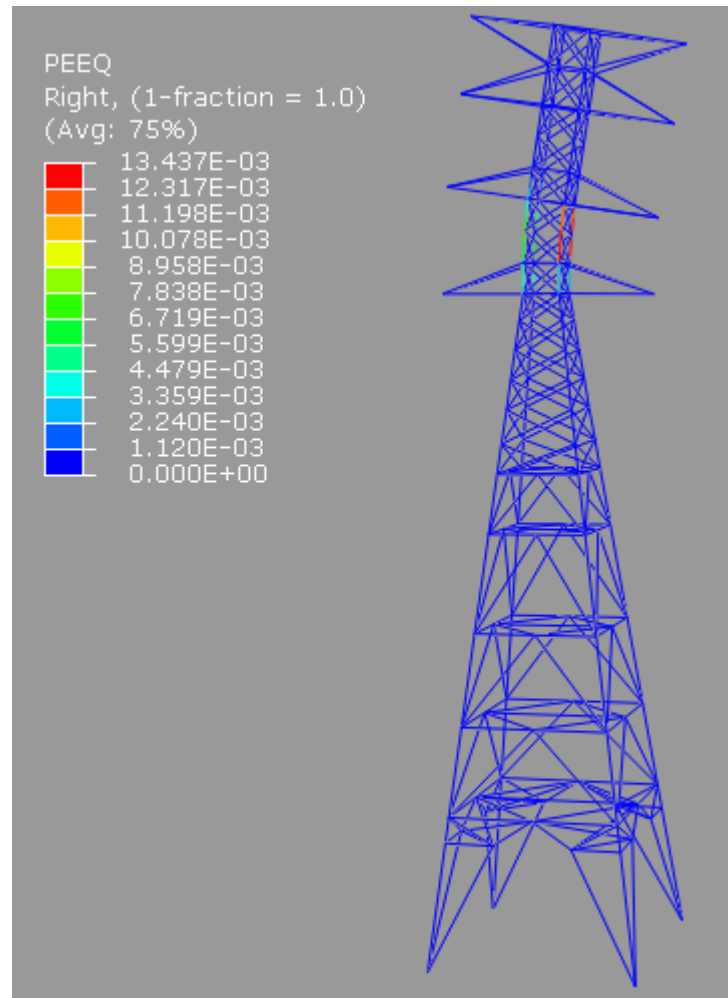 PEEQ
Right, (1-fraction = 1.0)
(Avg: 75%)
13.437E-03
12.317E-03
11.198E-03
10.078E-03
8.958E-03
7.838E-03
6.719E-03
5.599E-03
4.479E-03
3.359E-03
2.240E-03
1.120E-03
0.000E+00